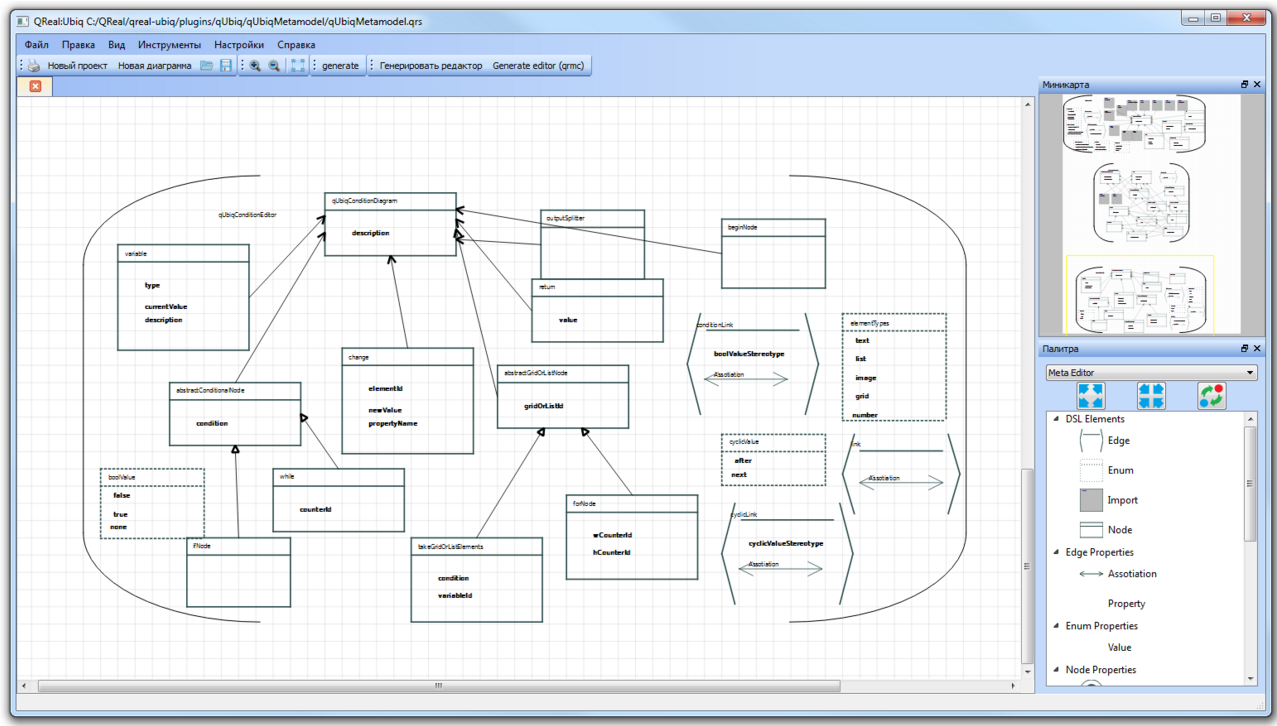 QReal:Ubiq C:/QReal/qreal-ubiq/plugins/qUbiq/qUbiqMetamodel/qUbiqMetamodel.qrs
Файл Правка Вид Инструменты Настройки Справка
Новый проект Новая диаграмма generate Генерировать редактор Generate editor (qrmc)
qUbiqConditionEditor
qUbiqConditionDiagram
description
variable
type
currentValue
description
outputSplitter
beginNode
return
value
conditionLink
boolValueStereotype
Assotiation
elementTypes
text
list
image
grid
number
change
elementId
newValue
propertyName
abstractGridOrListNode
gridOrListId
abstractConditionalNode
condition
cyclicValue
after
next
link
Assotiation
boolValue
false
true
none
while
counterId
forNode
wCounterId
hCounterId
cyclicLink
cyclicValueStereotype
Assotiation
ifNode
takeGridOrListElements
condition
variableId
Миникарта
Палитра
Meta Editor
DSL Elements
Edge
Enum
Import
Node
Edge Properties
Assotiation
Property
Enum Properties
Value
Node Properties